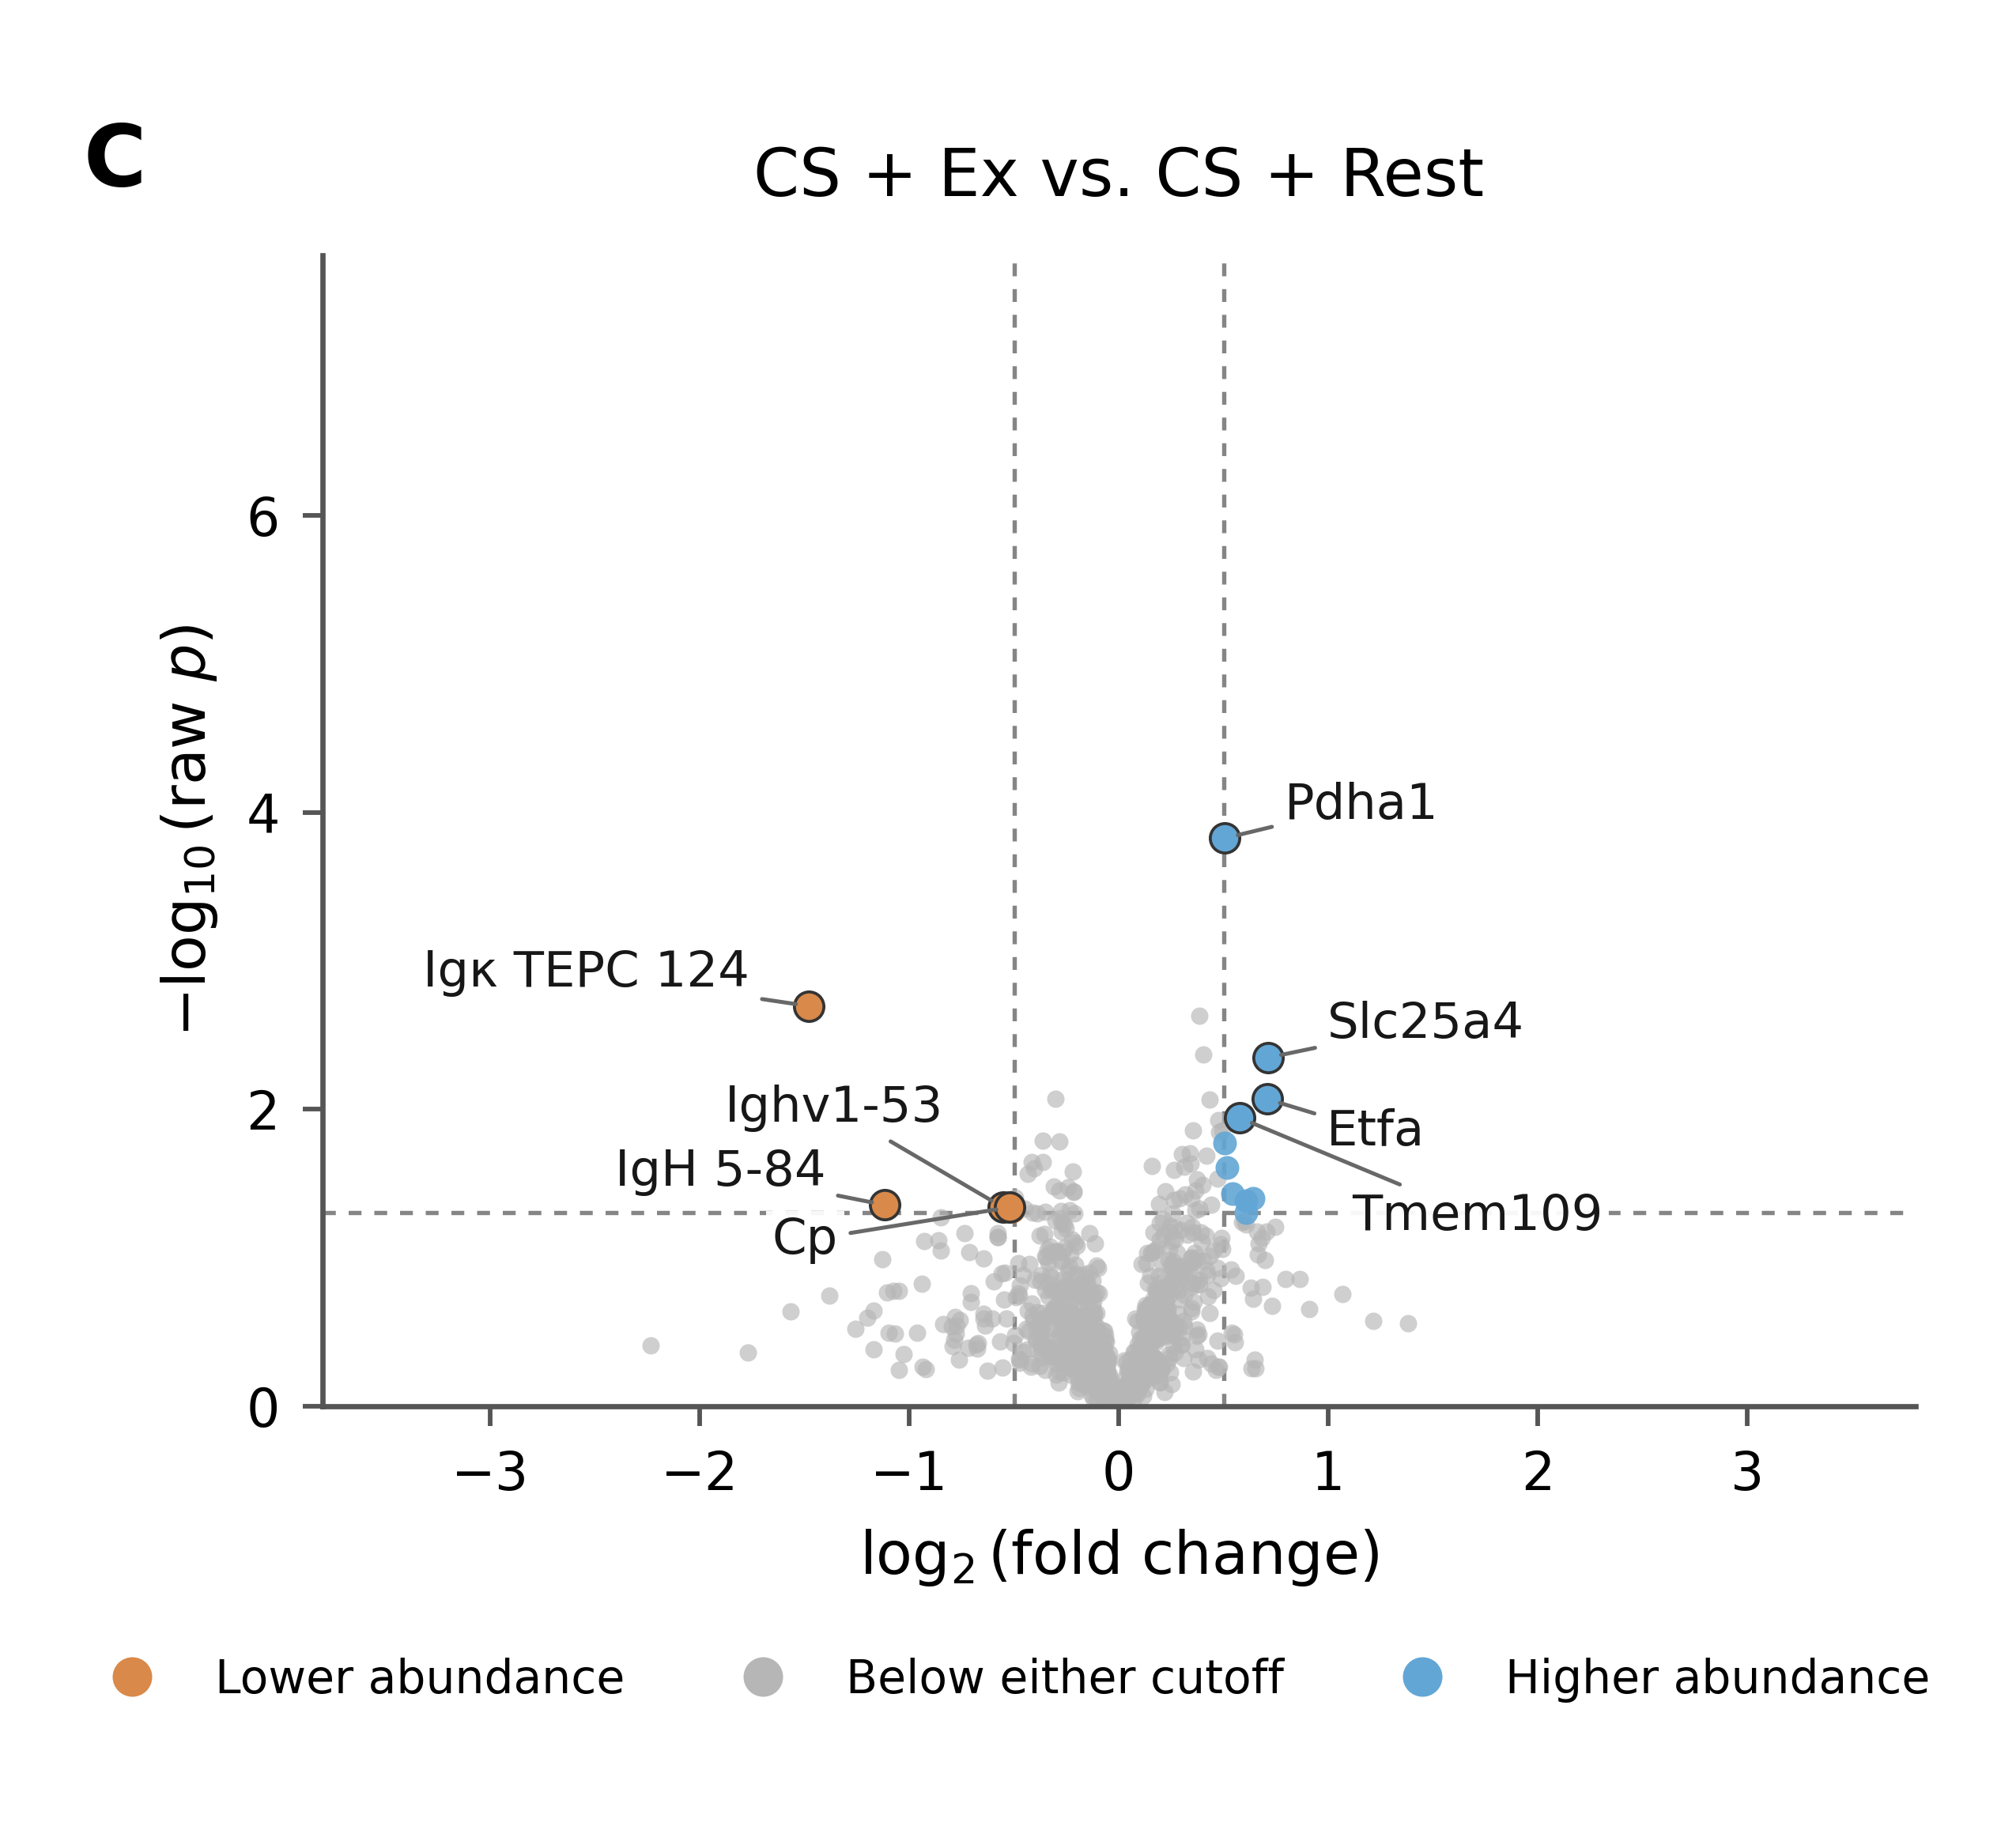 C
CS + Ex vs. CS + Rest
−log₁₀ (raw p)
6
4
2
0
Pdha1
Igκ TEPC 124
Slc25a4
Ighv1-53
Etfa
IgH 5-84
Tmem109
Cp
−3 −2 −1 0 1 2 3
log₂ (fold change)
Lower abundance Below either cutoff Higher abundance